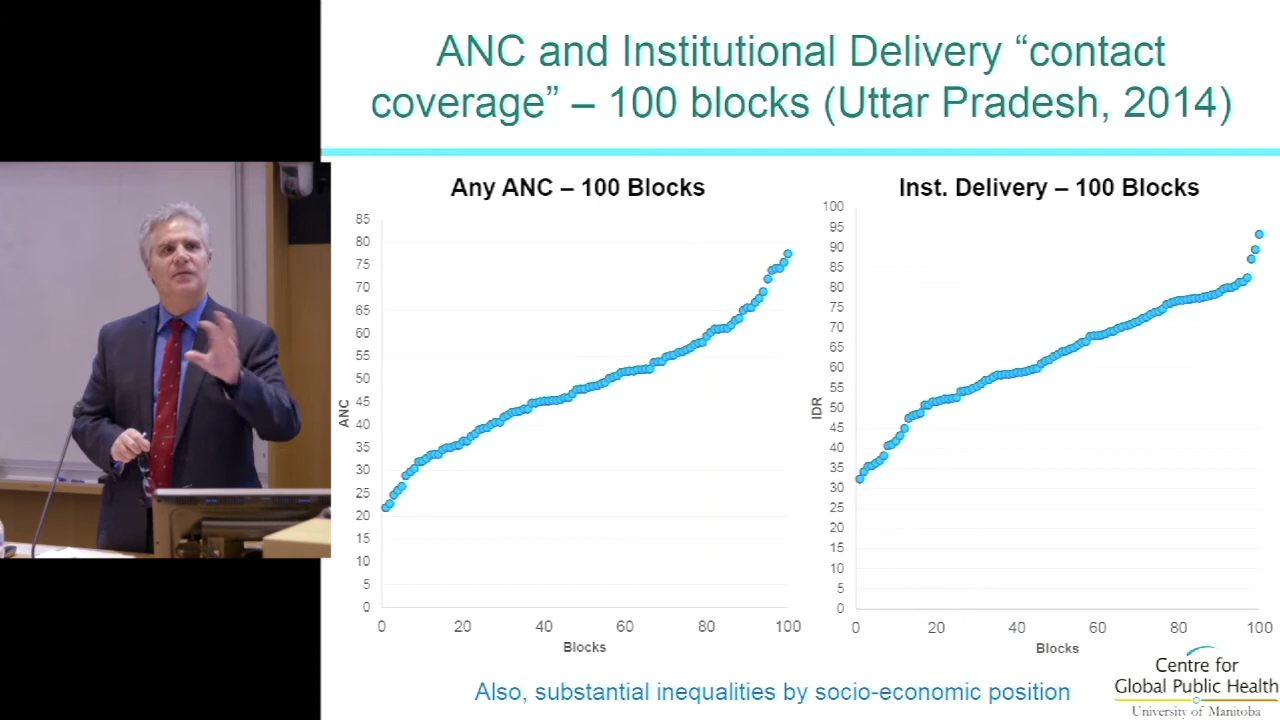 ANC and Institutional Delivery “contact
coverage” – 100 blocks (Uttar Pradesh, 2014)
Any ANC – 100 Blocks
85
80
75
70
65
60
55
50
45
40
35
30
25
20
15
10
5
0
ANC
0 20 40 60 80 100
Blocks
Inst. Delivery – 100 Blocks
100
95
90
85
80
75
70
65
60
55
50
45
40
35
30
25
20
15
10
5
0
IDR
0 20 40 60 80 100
Blocks
Also, substantial inequalities by socio-economic position
Centre for
Global Public Health
University of Manitoba